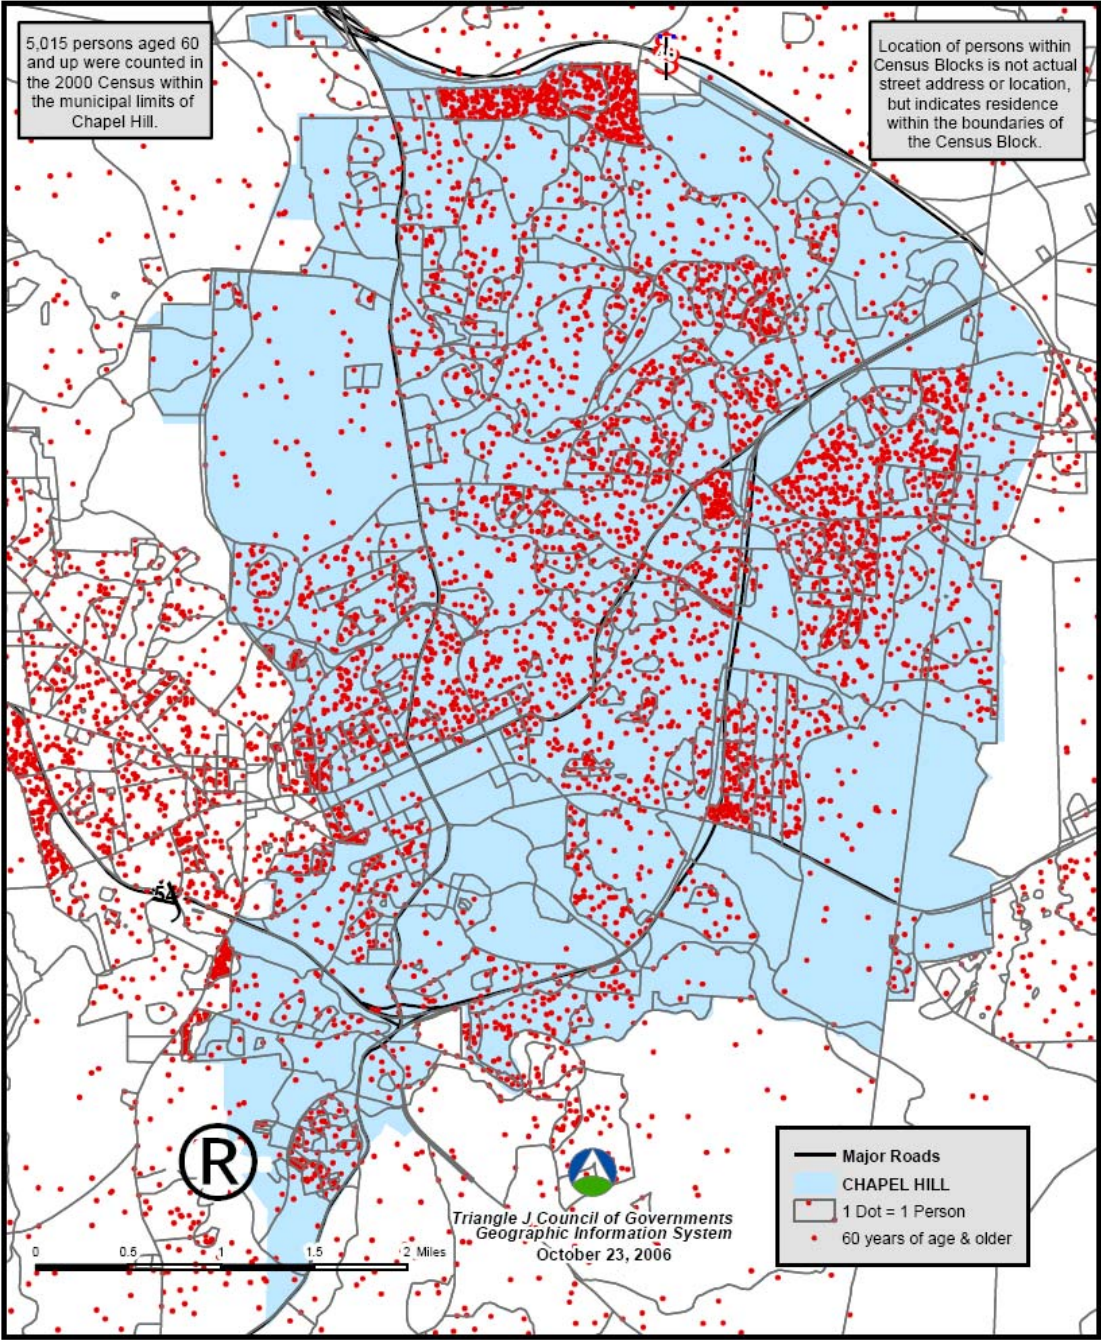 5,015 persons aged 60
and up were counted in
the 2000 Census within
the municipal limits of
Chapel Hill.
Location of persons within
Census Blocks is not actual
street address or location,
but indicates residence
within the boundaries of
the Census Block.
54
R
Major Roads
CHAPEL HILL
1 Dot = 1 Person
60 years of age & older
Triangle J Council of Governments
Geographic Information System
October 23, 2006
0 0.5 1 1.5 2 Miles